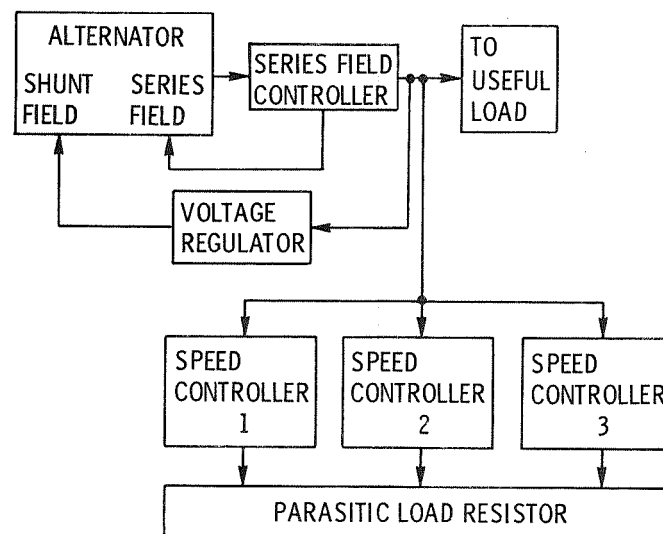 ALTERNATOR
SHUNT
FIELD
SERIES
FIELD
SERIES FIELD
CONTROLLER
TO
USEFUL
LOAD
VOLTAGE
REGULATOR
SPEED
CONTROLLER
1
SPEED
CONTROLLER
2
SPEED
CONTROLLER
3
PARASITIC LOAD RESISTOR